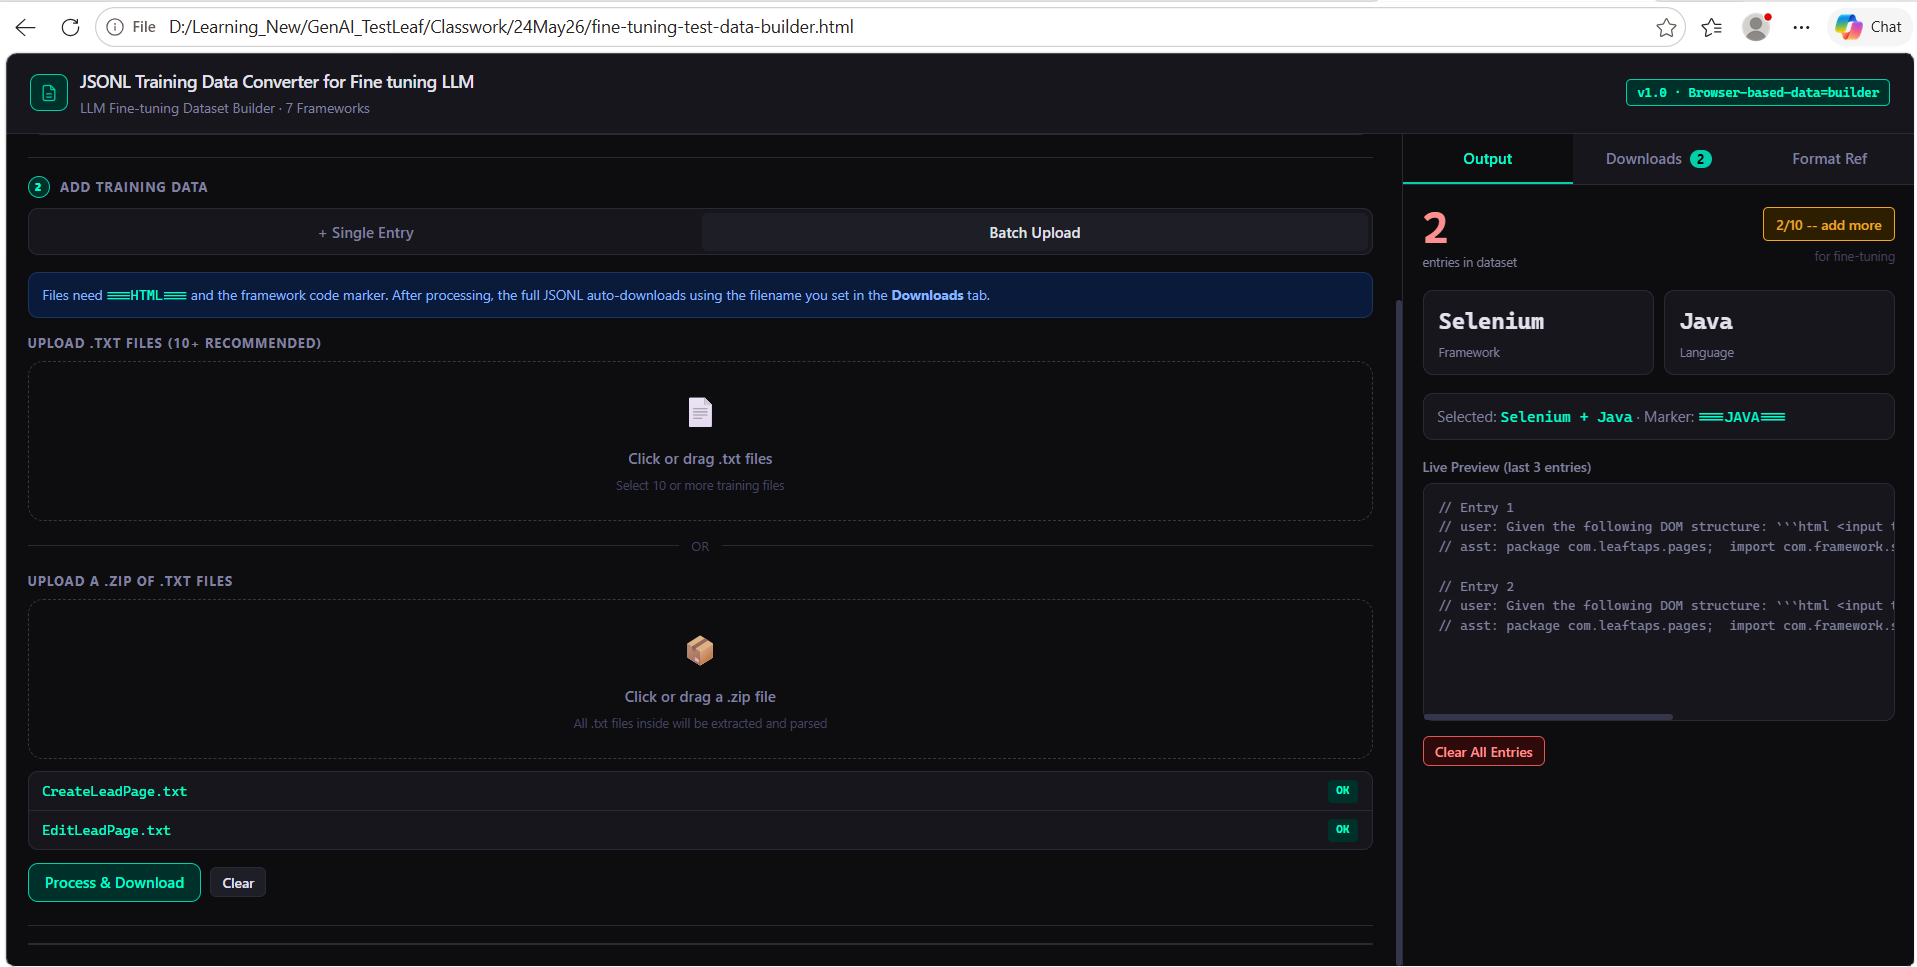 File D:/Learning_New/GenAI_TestLeaf/Classwork/24May26/fine-tuning-test-data-builder.html
Chat
JSONL Training Data Converter for Fine tuning LLM
LLM Fine-tuning Dataset Builder · 7 Frameworks
v1.0 · Browser-based-data=builder
2 ADD TRAINING DATA
+ Single Entry
Batch Upload
Files need ===HTML=== and the framework code marker. After processing, the full JSONL auto-downloads using the filename you set in the Downloads tab.
UPLOAD .TXT FILES (10+ RECOMMENDED)
Click or drag .txt files
Select 10 or more training files
OR
UPLOAD A .ZIP OF .TXT FILES
Click or drag a .zip file
All .txt files inside will be extracted and parsed
CreateLeadPage.txt OK
EditLeadPage.txt OK
Process & Download
Clear
Output
Downloads 2
Format Ref
2
entries in dataset
2/10 -- add more
for fine-tuning
Selenium
Framework
Java
Language
Selected: Selenium + Java · Marker: ===JAVA===
Live Preview (last 3 entries)
// Entry 1
// user: Given the following DOM structure: ```html <input t
// asst: package com.leaftaps.pages; import com.framework.s
// Entry 2
// user: Given the following DOM structure: ```html <input t
// asst: package com.leaftaps.pages; import com.framework.s
Clear All Entries